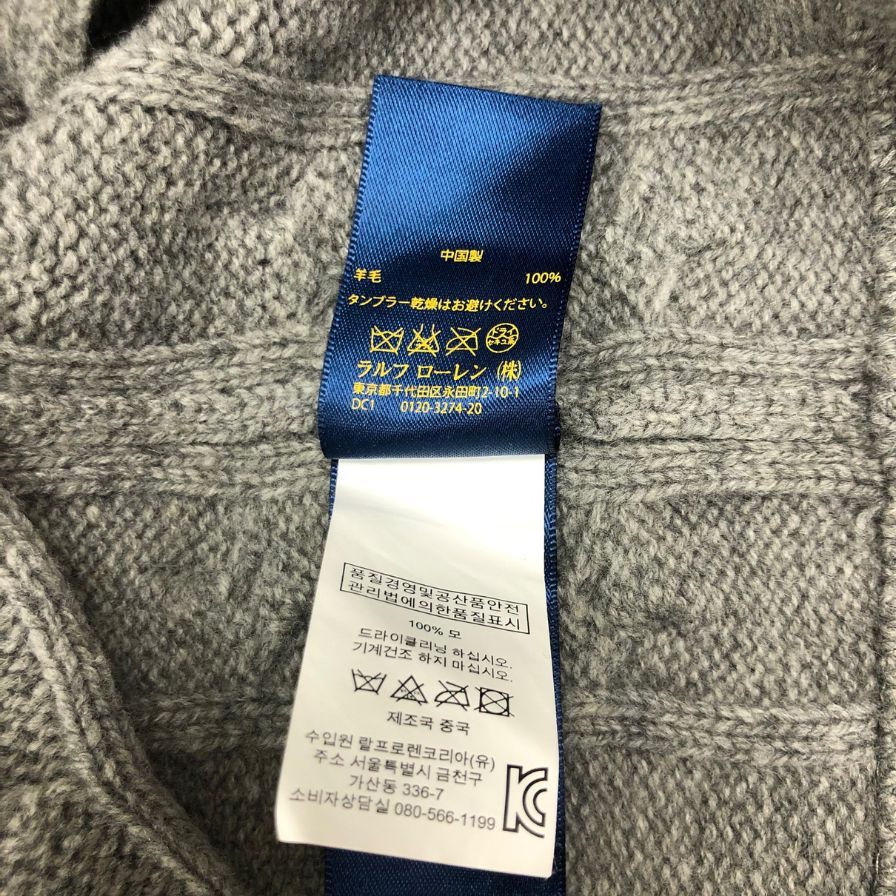 中国製
羊毛 100%
タンブラー乾燥はお避けください。
ドライ
セキユ系
ラルフ ローレン (株)
東京都千代田区永田町2-10-1
DC1 0120-3274-20
품질경영및공산품안전
관리법에의한품질표시
100% 모
드라이클리닝 하십시오.
기계건조 하지 마십시오.
제조국 중국
수입원 랄프로렌코리아(유)
주소 서울특별시 금천구
가산동 336-7
소비자상담실 080-566-1199